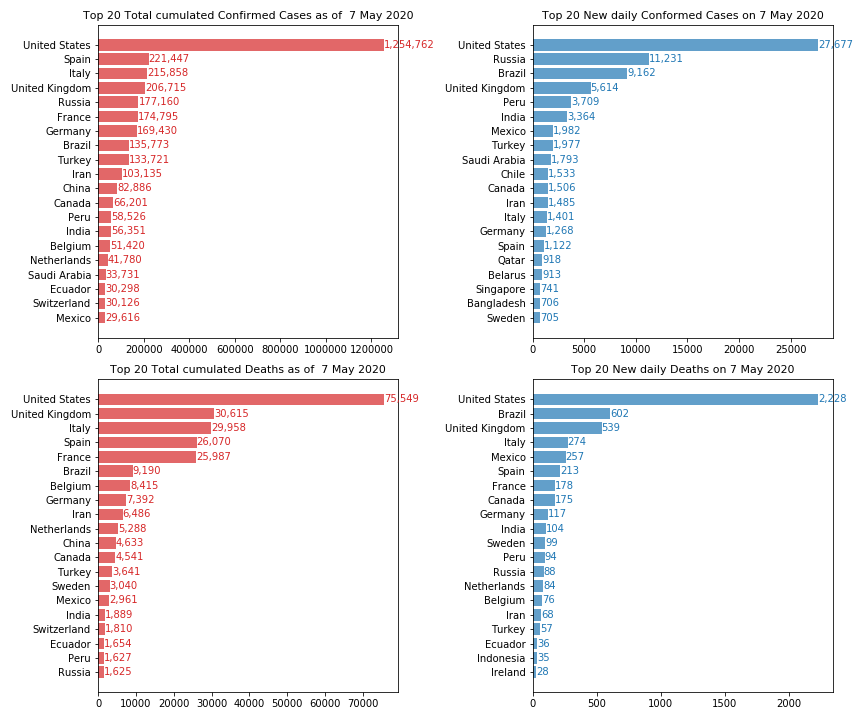 Top 20 Total cumulated Confirmed Cases as of  7 May 2020
United States 1,254,762
Spain 221,447
Italy 215,858
United Kingdom 206,715
Russia 177,160
France 174,795
Germany 169,430
Brazil 135,773
Turkey 133,721
Iran 103,135
China 82,886
Canada 66,201
Peru 58,526
India 56,351
Belgium 51,420
Netherlands 41,780
Saudi Arabia 33,731
Ecuador 30,298
Switzerland 30,126
Mexico 29,616
0 200000 400000 600000 800000 1000000 1200000
Top 20 New daily Conformed Cases on 7 May 2020
United States 27,677
Russia 11,231
Brazil 9,162
United Kingdom 5,614
Peru 3,709
India 3,364
Mexico 1,982
Turkey 1,977
Saudi Arabia 1,793
Chile 1,533
Canada 1,506
Iran 1,485
Italy 1,401
Germany 1,268
Spain 1,122
Qatar 918
Belarus 913
Singapore 741
Bangladesh 706
Sweden 705
0 5000 10000 15000 20000 25000
Top 20 Total cumulated Deaths as of  7 May 2020
United States 75,549
United Kingdom 30,615
Italy 29,958
Spain 26,070
France 25,987
Brazil 9,190
Belgium 8,415
Germany 7,392
Iran 6,486
Netherlands 5,288
China 4,633
Canada 4,541
Turkey 3,641
Sweden 3,040
Mexico 2,961
India 1,889
Switzerland 1,810
Ecuador 1,654
Peru 1,627
Russia 1,625
0 10000 20000 30000 40000 50000 60000 70000
Top 20 New daily Deaths on 7 May 2020
United States 2,228
Brazil 602
United Kingdom 539
Italy 274
Mexico 257
Spain 213
France 178
Canada 175
Germany 117
India 104
Sweden 99
Peru 94
Russia 88
Netherlands 84
Belgium 76
Iran 68
Turkey 57
Ecuador 36
Indonesia 35
Ireland 28
0 500 1000 1500 2000